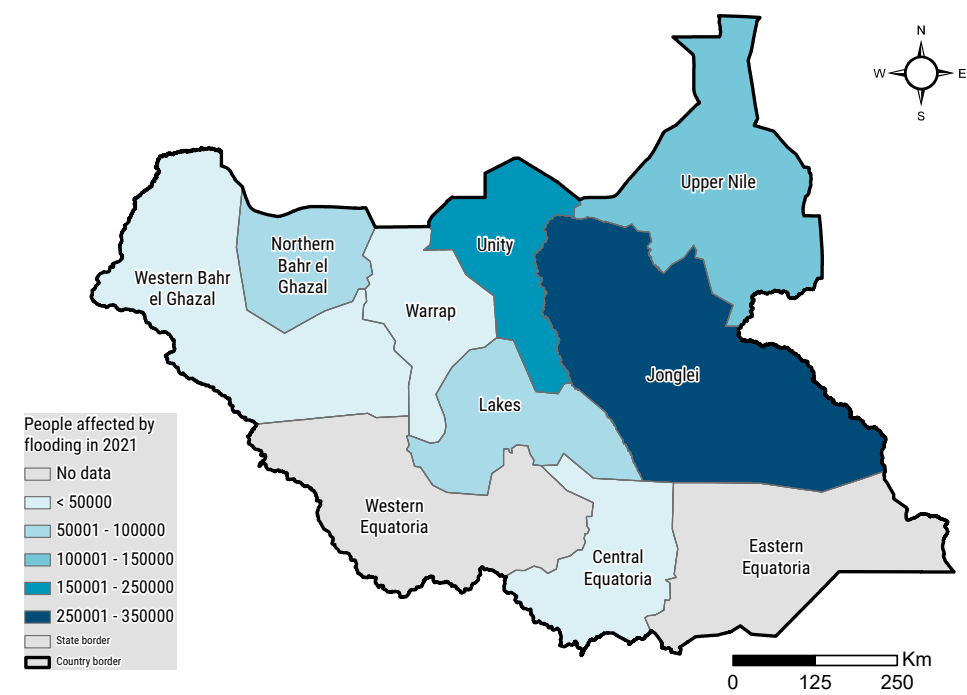 N
W
E
S
Upper Nile
Northern
Bahr el
Ghazal
Unity
Western Bahr
el Ghazal
Warrap
Jonglei
Lakes
Western
Equatoria
Central
Equatoria
Eastern
Equatoria
People affected by
flooding in 2021
No data
< 50000
50001 - 100000
100001 - 150000
150001 - 250000
250001 - 350000
State border
Country border
Km
0 125 250